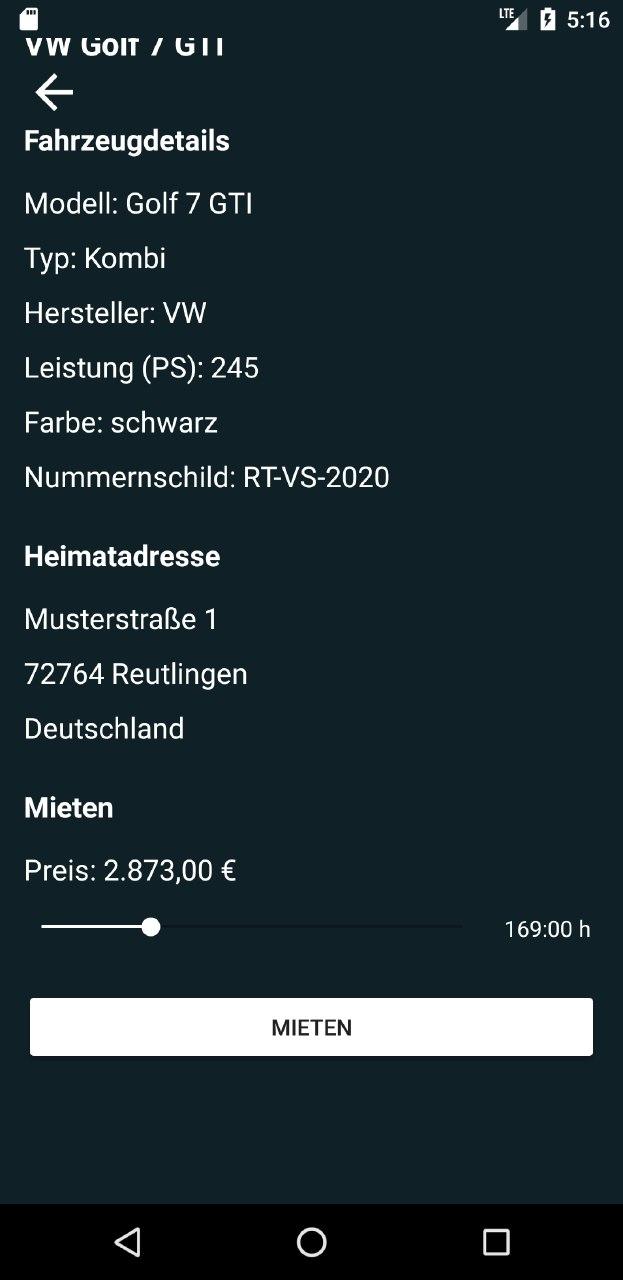 LTE 5:16
VW Golf 7 GTI
Fahrzeugdetails
Modell: Golf 7 GTI
Typ: Kombi
Hersteller: VW
Leistung (PS): 245
Farbe: schwarz
Nummernschild: RT-VS-2020
Heimatadresse
Musterstraße 1
72764 Reutlingen
Deutschland
Mieten
Preis: 2.873,00 €
169:00 h
MIETEN